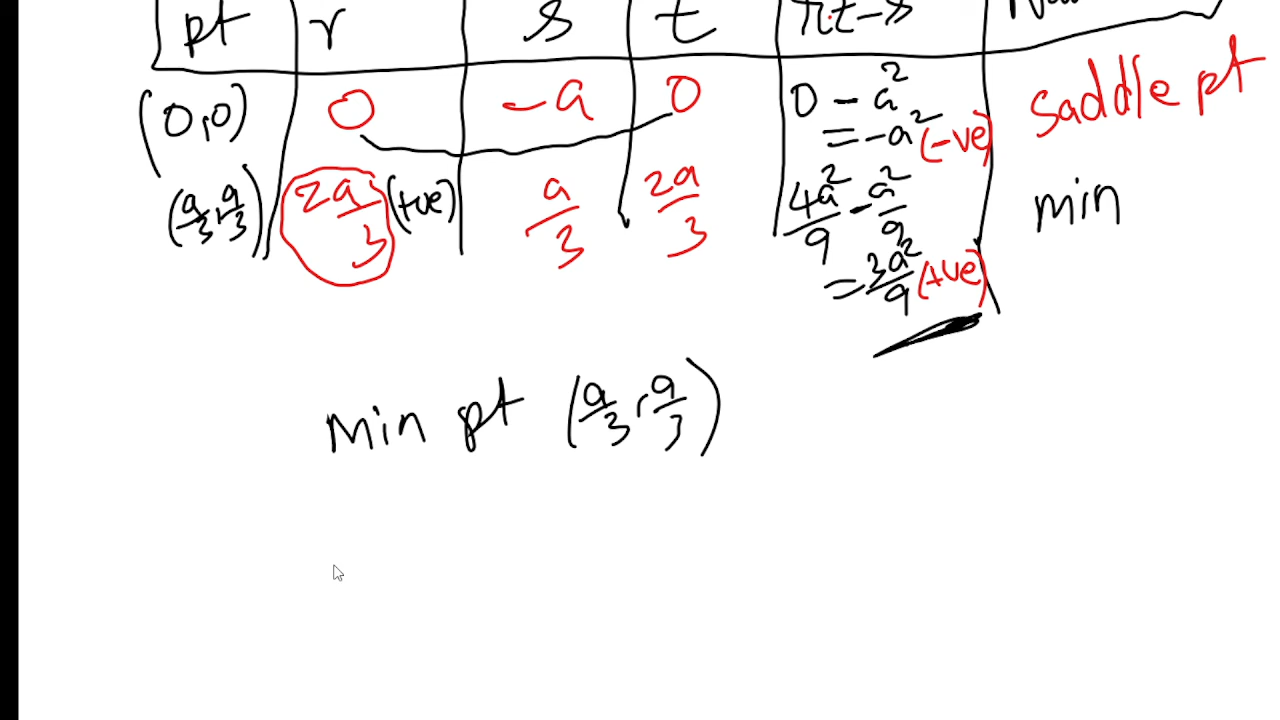 pt r s t rt-s
(0,0) 0 -a 0 0 - a² = -a² (-ve) saddle pt
(a/3, a/3) 2a/3 (+ve) a/3 2a/3 4a²/9 - a²/9 = 3a²/9 (+ve) min
min pt (a/3, a/3)